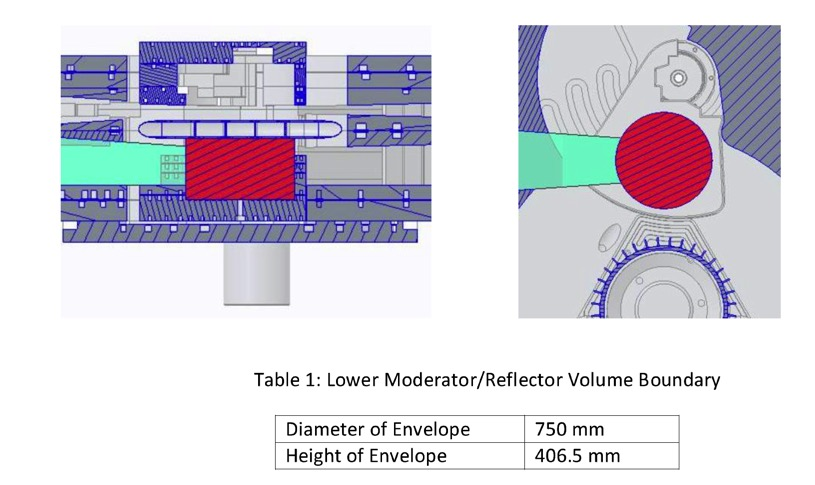 Table 1: Lower Moderator/Reflector Volume Boundary
Diameter of Envelope 750 mm
Height of Envelope 406.5 mm